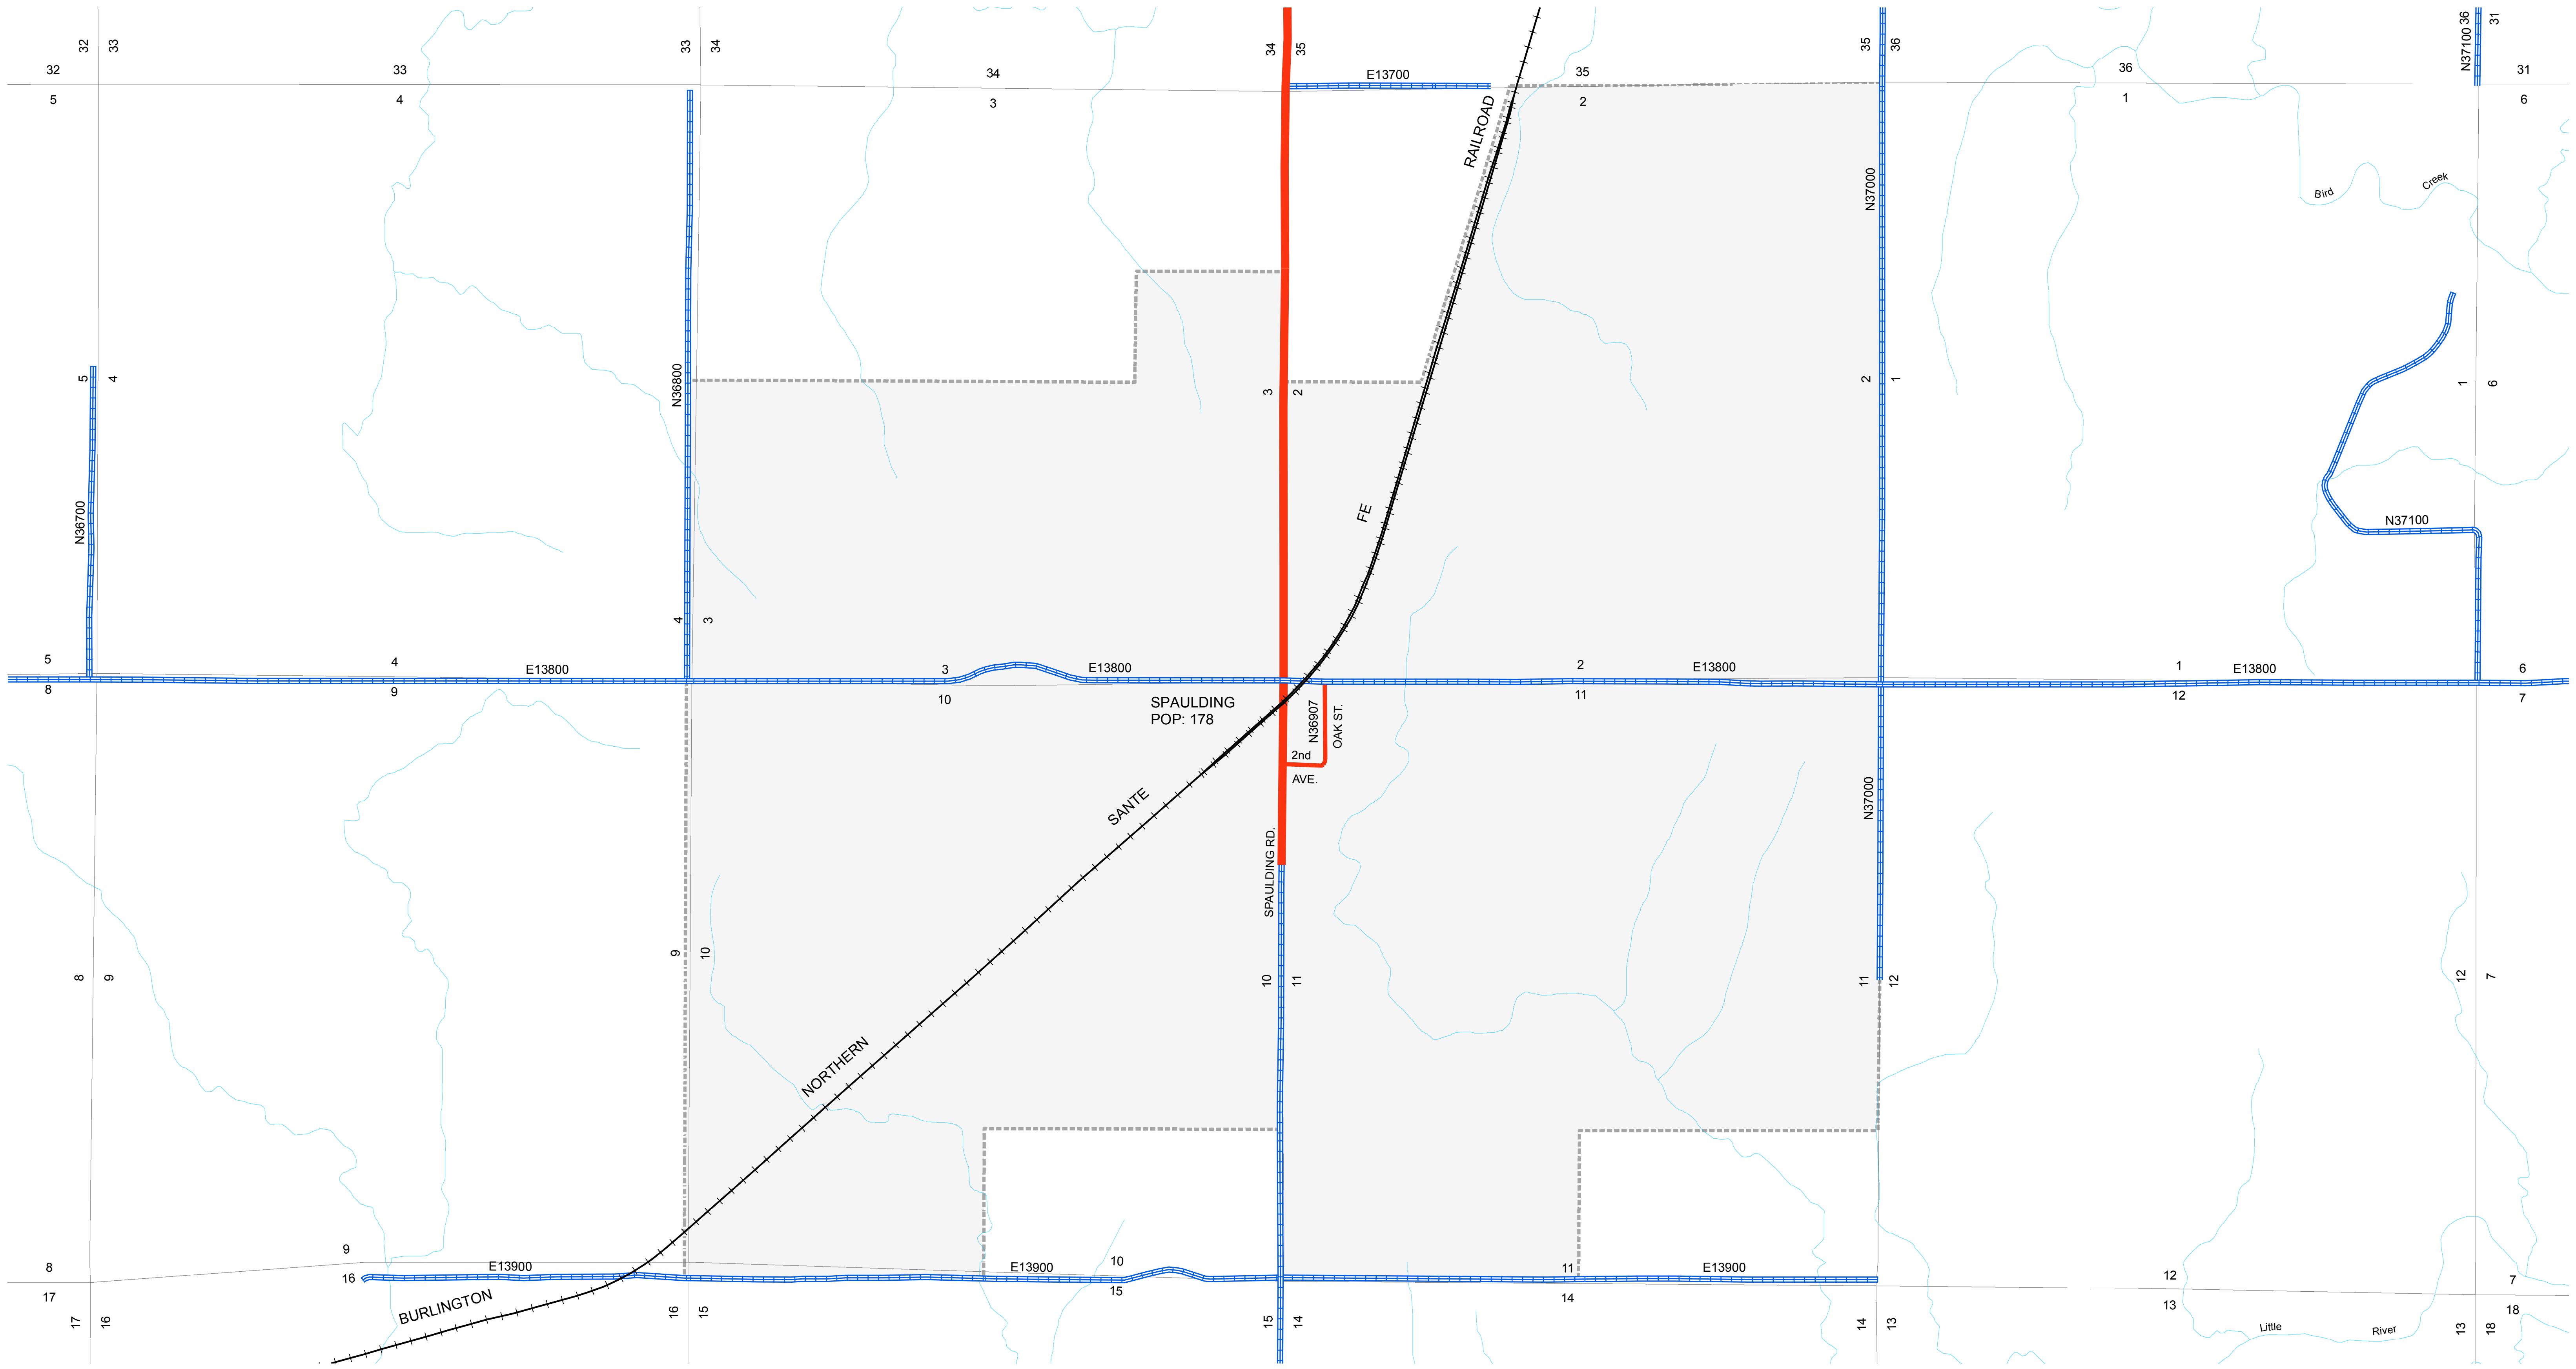 32
33
33
34
34
35
35
36
N37100
36
31
32
33
34
E13700
35
36
31
5
4
3
2
1
6
RAILROAD
N37000
Bird
Creek
5
4
N36800
3
2
2
1
1
6
N36700
FE
N37100
4
3
5
4
E13800
3
E13800
2
E13800
1
E13800
6
8
9
10
11
12
7
SPAULDING
POP: 178
N36907
OAK ST.
2nd
AVE.
SANTE
N37000
SPAULDING RD.
8
9
9
10
10
11
11
12
12
7
NORTHERN
8
9
16
E13900
E13900
10
15
11
14
E13900
12
13
7
18
17
BURLINGTON
17
16
16
15
15
14
14
13
Little
River
13
18